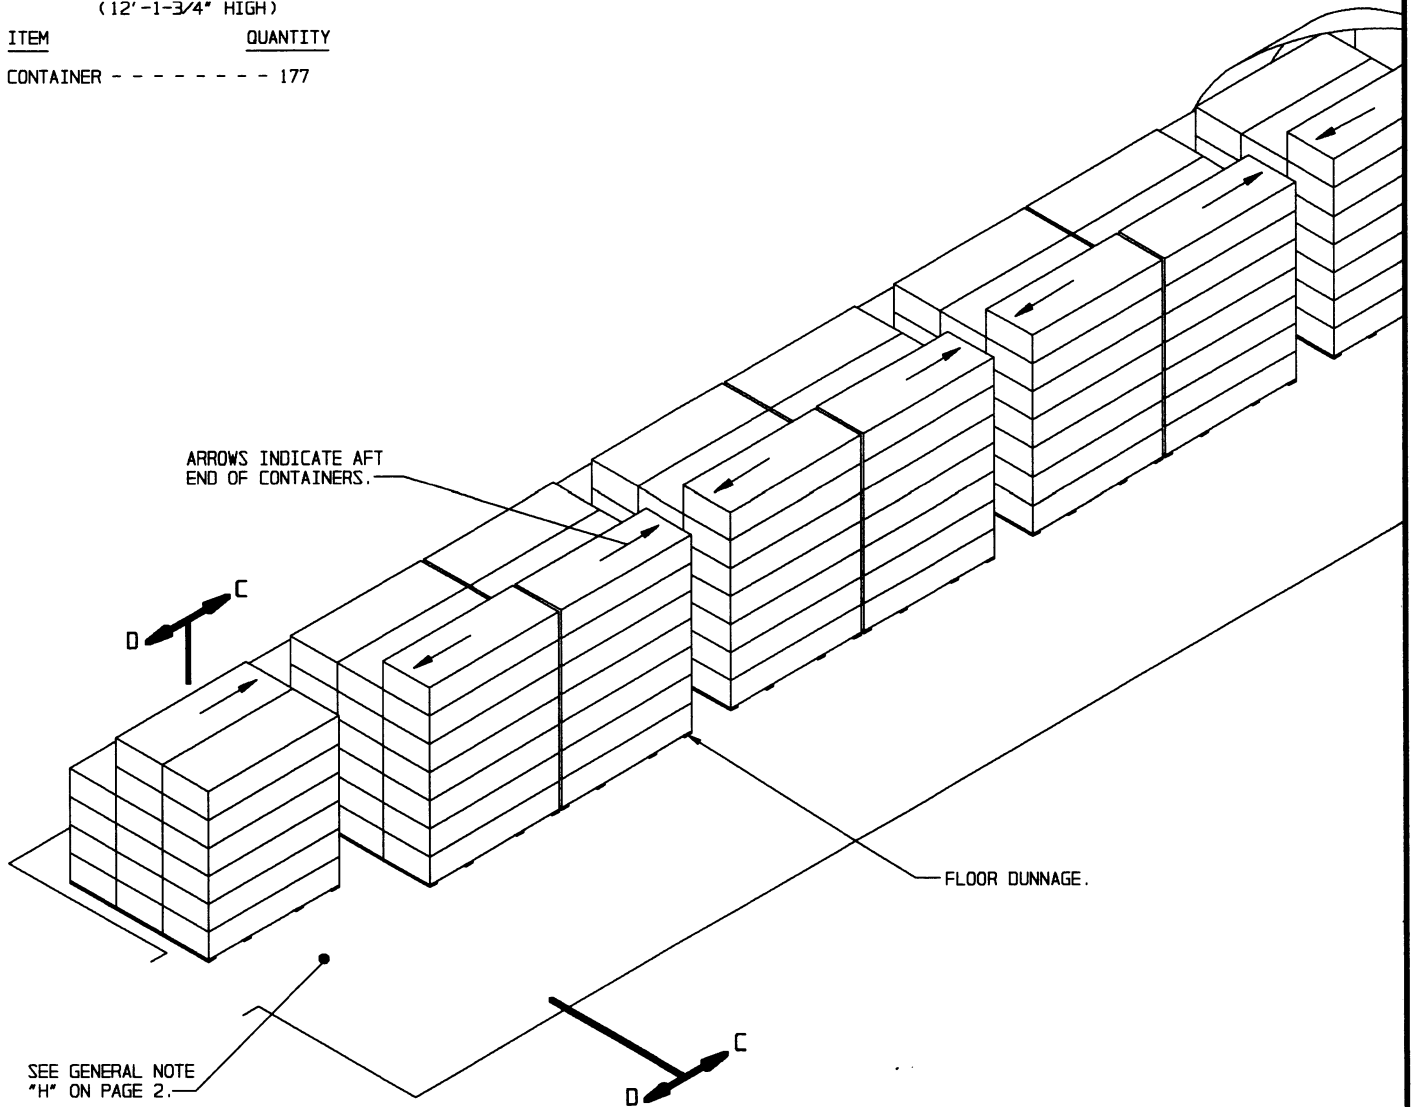 (12'-1-3/4" HIGH)
ITEM QUANTITY
CONTAINER - - - - - - - - 177
ARROWS INDICATE AFT
END OF CONTAINERS.
C
D
FLOOR DUNNAGE.
SEE GENERAL NOTE
"H" ON PAGE 2.
C
D